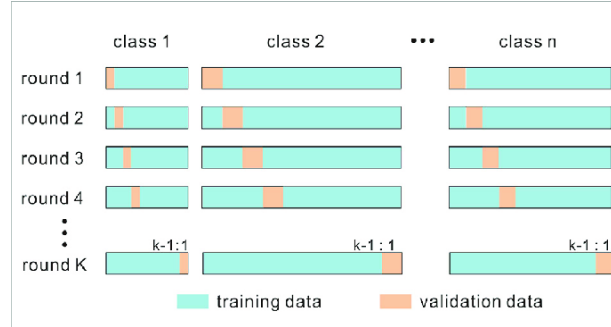 class 1 class 2 ••• class n
round 1
round 2
round 3
round 4
k-1:1 k-1:1 k-1:1
round K
training data validation data